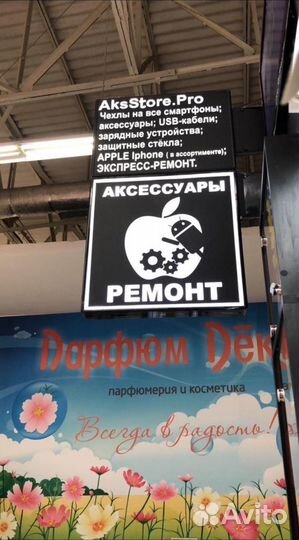 AksStore.Pro
Чехлы на все смартфоны;
аксессуары; USB-кабели;
зарядные устройства;
защитные стёкла;
APPLE Iphone ( в ассортименте);
ЭКСПРЕСС-РЕМОНТ.
АКСЕССУАРЫ
РЕМОНТ
Парфюм
парфюмерия и косметика
Всегда в радость!
Avito